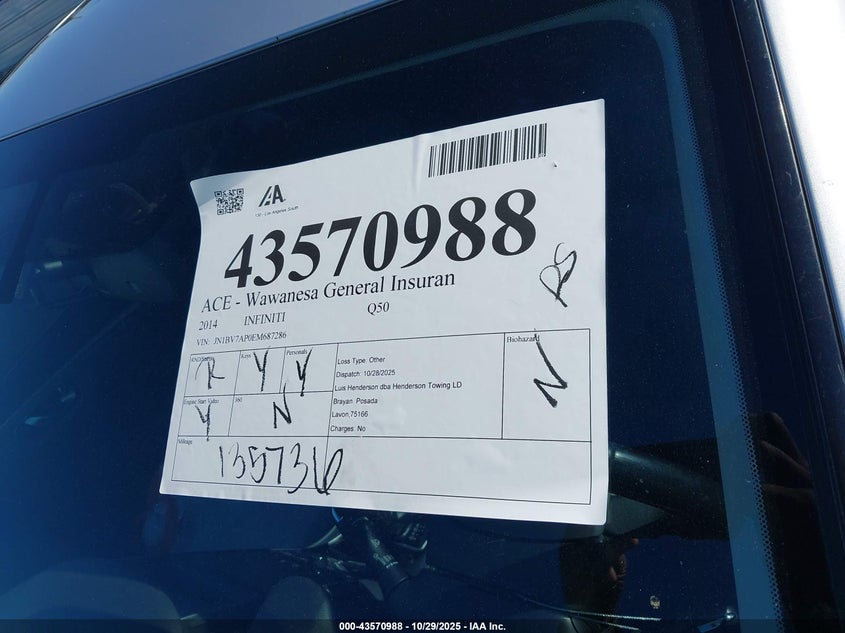 IAA
130 - Los Angeles South
43570988
ACE - Wawanesa General Insuran
2014 INFINITI Q50
VIN: JN1BV7AP0EM687286
RS
Keys
Personals
Biohazard
R
Y
Y
N
Loss Type: Other
Dispatch: 10/28/2025
Luis Henderson dba Henderson Towing LD
Brayan Posada
Lavon,75166
Charges: No
Engine Start Video
360
Y
N
Mileage
135736
000-43570988 - 10/29/2025 - IAA Inc.